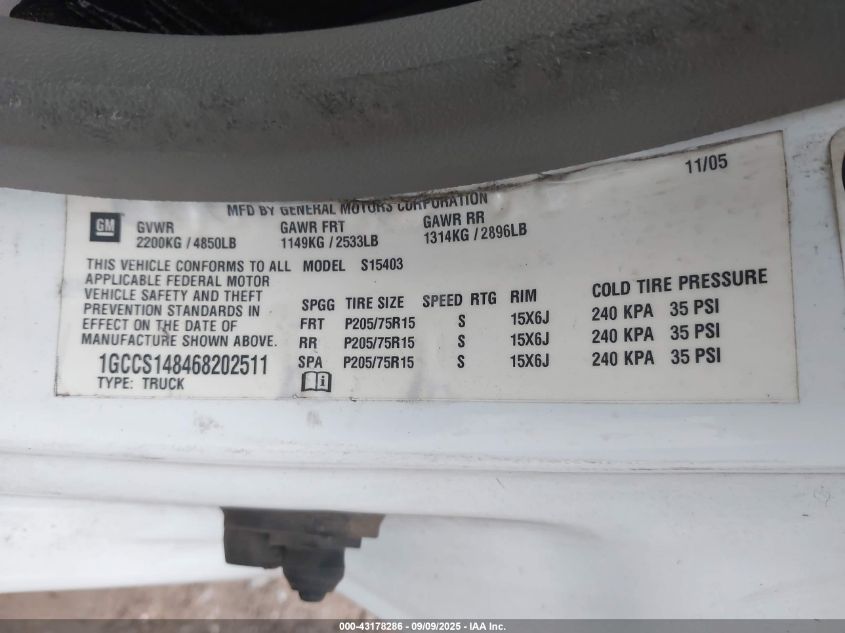 11/05
MFD BY GENERAL MOTORS CORPORATION
GM GVWR GAWR FRT GAWR RR
2200KG / 4850LB 1149KG / 2533LB 1314KG / 2896LB
THIS VEHICLE CONFORMS TO ALL MODEL S15403
APPLICABLE FEDERAL MOTOR
VEHICLE SAFETY AND THEFT
PREVENTION STANDARDS IN
EFFECT ON THE DATE OF
MANUFACTURE SHOWN ABOVE.
SPGG TIRE SIZE SPEED RTG RIM COLD TIRE PRESSURE
FRT P205/75R15 S 15X6J 240 KPA 35 PSI
RR P205/75R15 S 15X6J 240 KPA 35 PSI
SPA P205/75R15 S 15X6J 240 KPA 35 PSI
1GCCS148468202511
TYPE: TRUCK
000-43178286 - 09/09/2025 - IAA Inc.